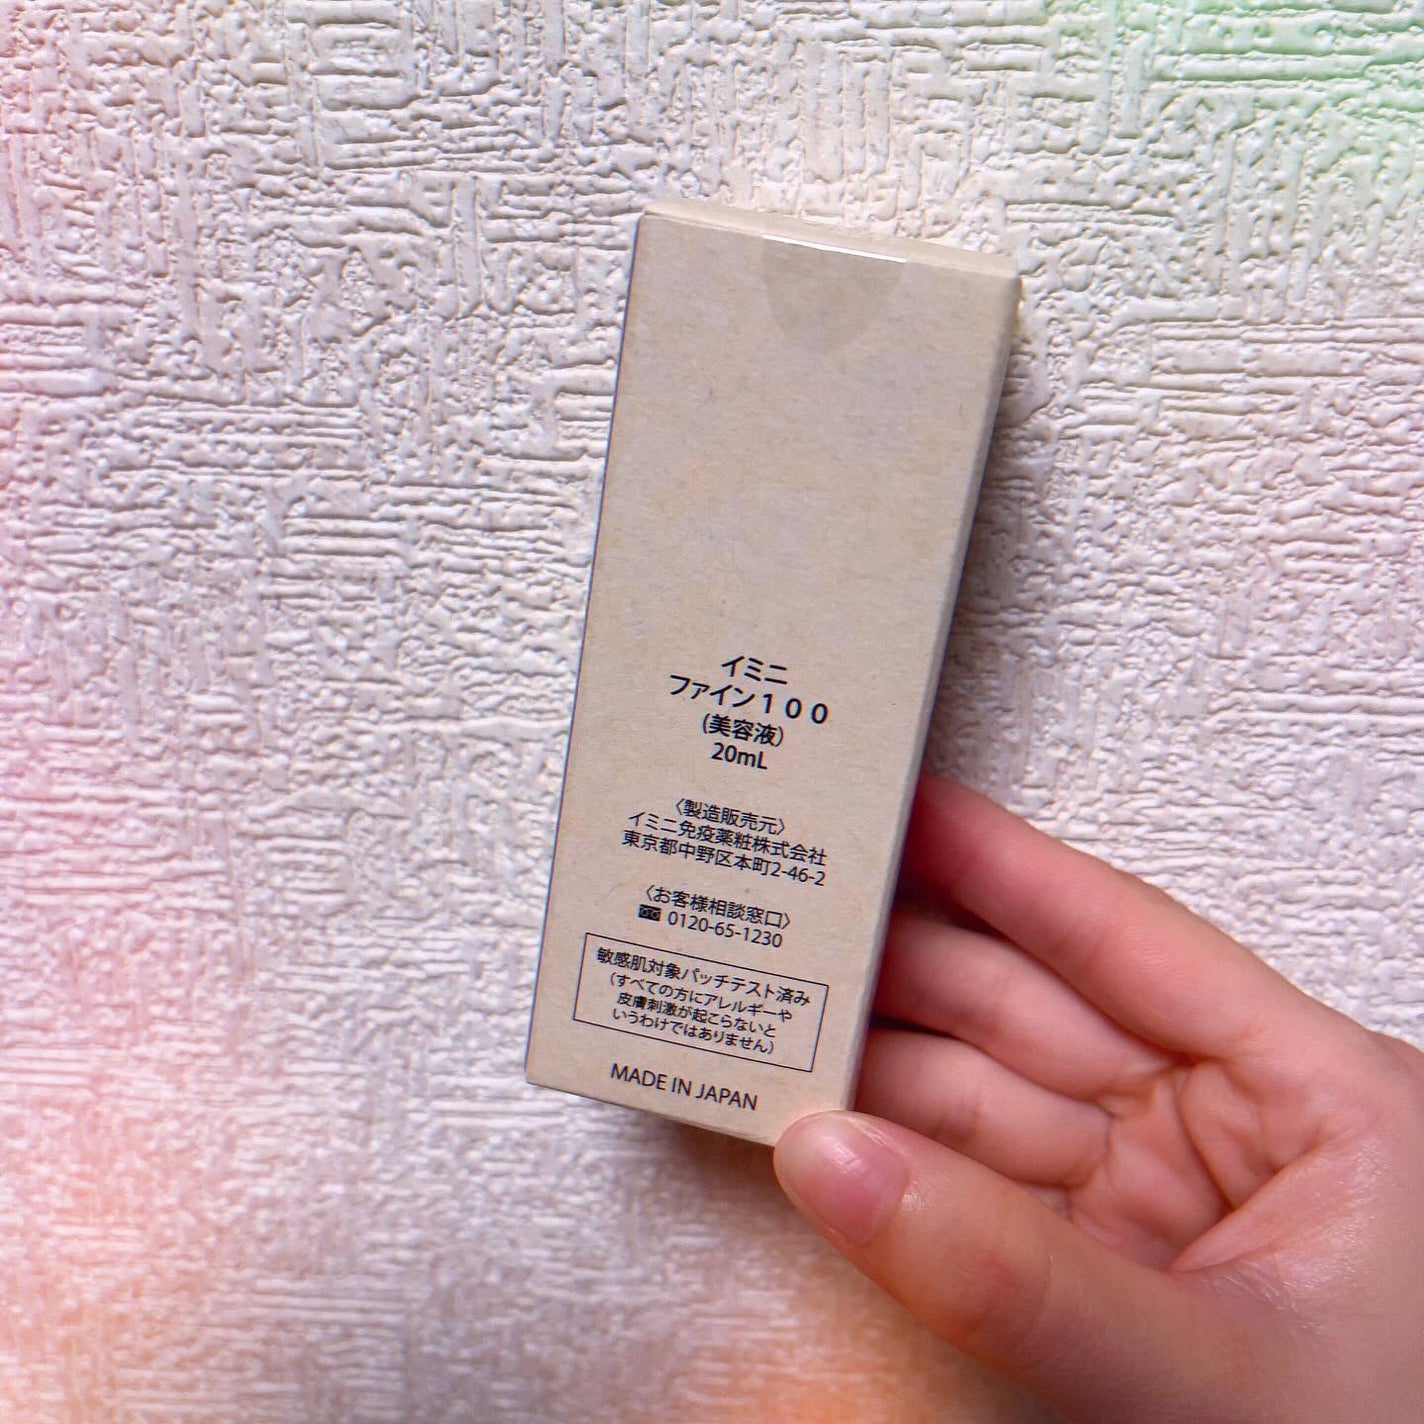 イミニ
ファイン１００
(美容液)
20mL
〈製造販売元〉
イミニ免疫薬粧株式会社
東京都中野区本町2-46-2
〈お客様相談窓口〉
0120-65-1230
敏感肌対象パッチテスト済み
(すべての方にアレルギーや
皮膚刺激が起こらないと
いうわけではありません)
MADE IN JAPAN